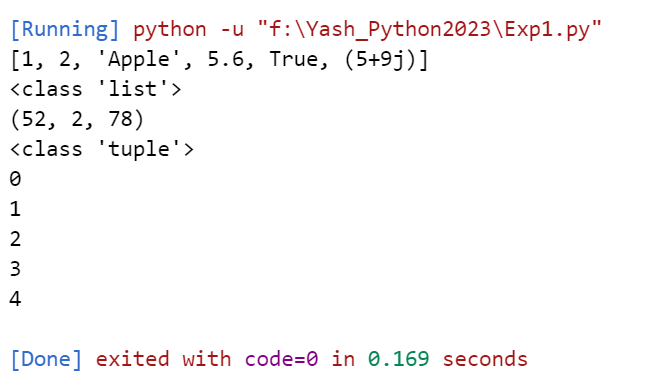 [Running] python -u "f:\Yash_Python2023\Exp1.py"
[1, 2, 'Apple', 5.6, True, (5+9j)]
<class 'list'>
(52, 2, 78)
<class 'tuple'>
0
1
2
3
4
[Done] exited with code=0 in 0.169 seconds